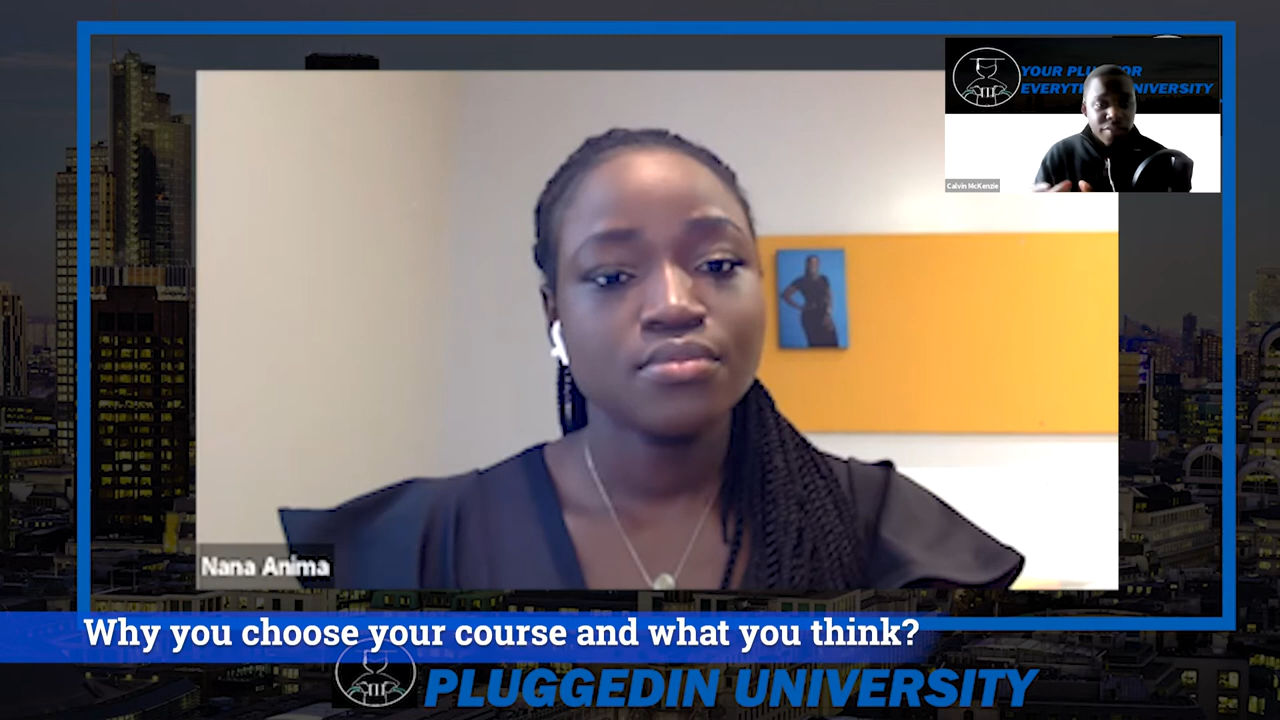 YOUR PLUG FOR
EVERYTHING UNIVERSITY
Calvin McKenzie
Nana Anima
Why you choose your course and what you think?
PLUGGEDIN UNIVERSITY